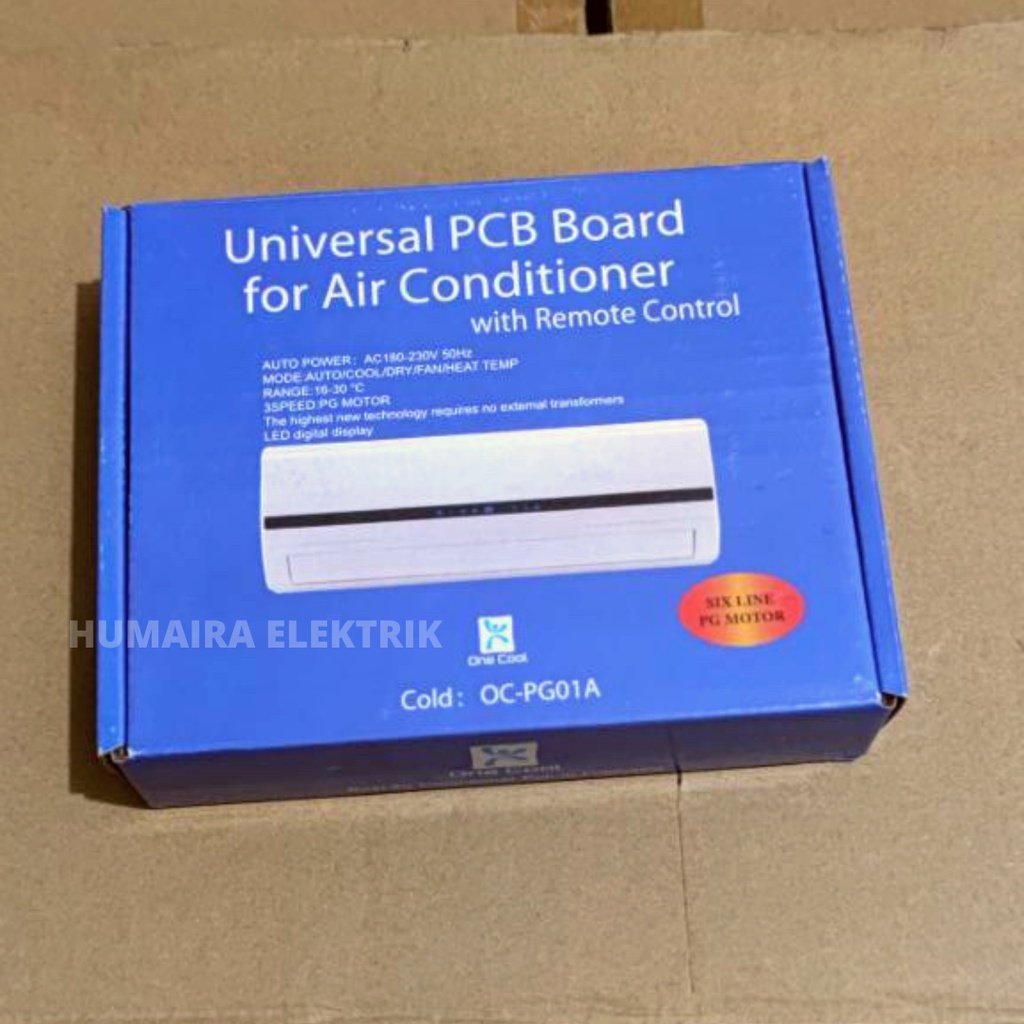 Universal PCB Board
for Air Conditioner
with Remote Control
AUTO POWER: AC180-230V 50Hz
MODE:AUTO/COOL/DRY/FAN/HEAT TEMP
RANGE:16-30 °C
3SPEED:PG MOTOR
The highest new technology requires no external transformers
LED digital display
SIX LINE
PG MOTOR
HUMAIRA ELEKTRIK
One Cool
Cold: OC-PG01A
One Cool